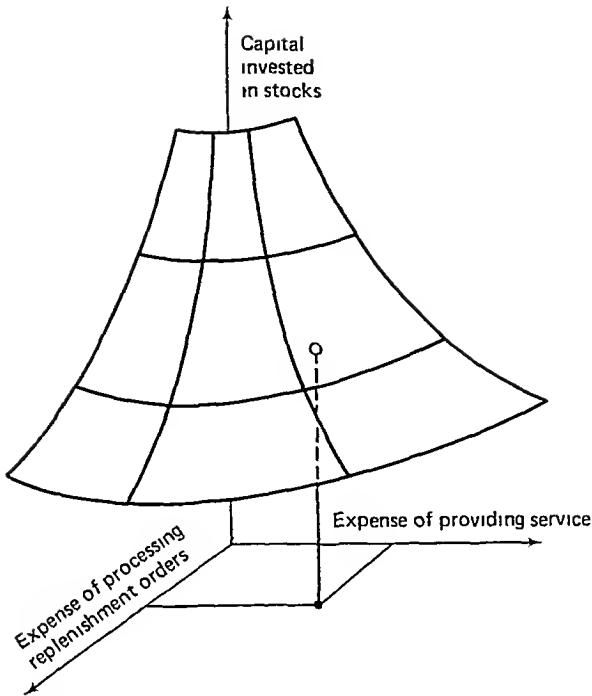 Capital
invested
in stocks
Expense of providing service
Expense of processing
replenishment orders